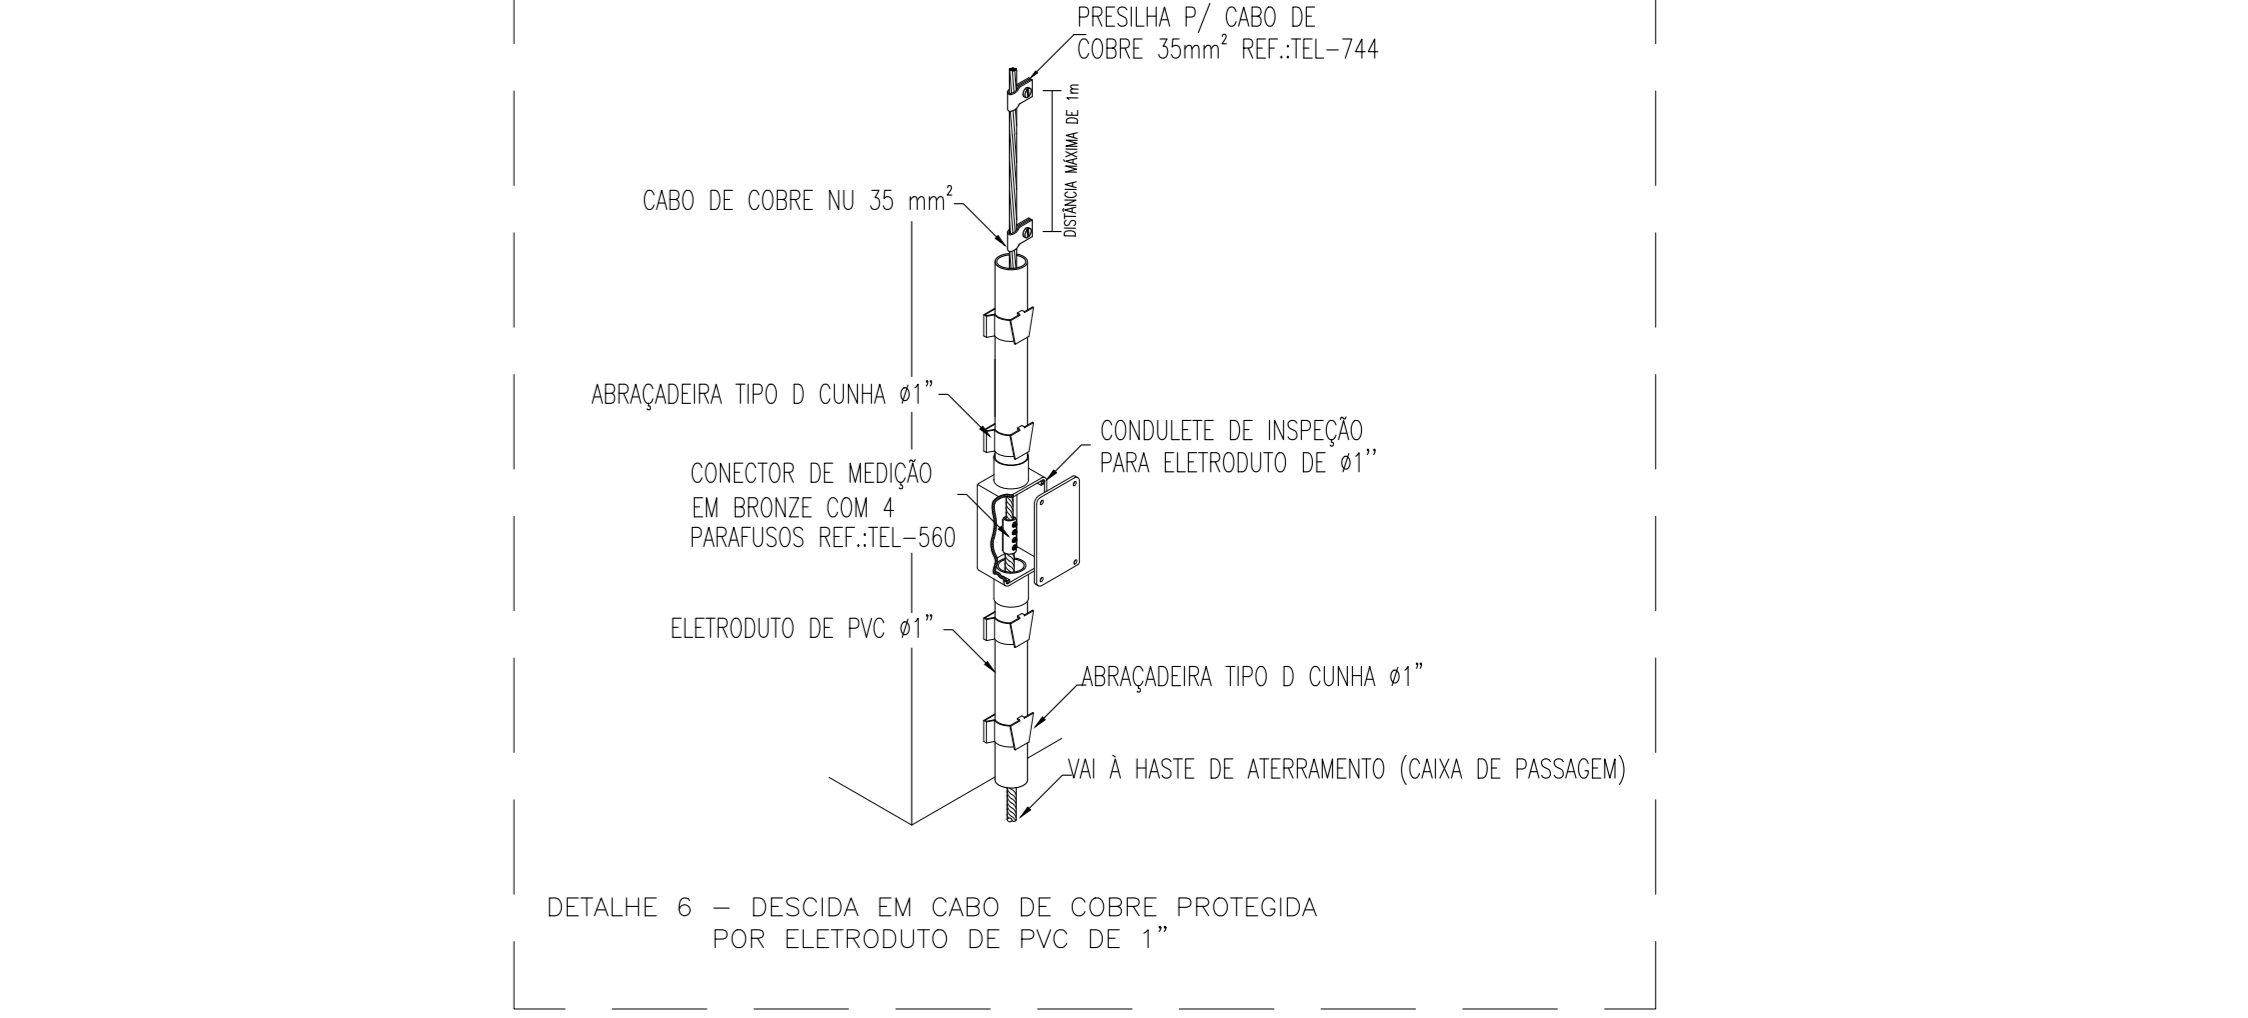 PRESILHA P/ CABO DE
COBRE 35mm² REF.:TEL-744
DISTÂNCIA MÁXIMA DE 1m
CABO DE COBRE NU 35 mm²
ABRAÇADEIRA TIPO D CUNHA ø1"
CONDULETE DE INSPEÇÃO
PARA ELETRODUTO DE ø1''
CONECTOR DE MEDIÇÃO
EM BRONZE COM 4
PARAFUSOS REF.:TEL-560
ELETRODUTO DE PVC ø1"
ABRAÇADEIRA TIPO D CUNHA ø1"
VAI À HASTE DE ATERRAMENTO (CAIXA DE PASSAGEM)
DETALHE 6 - DESCIDA EM CABO DE COBRE PROTEGIDA
POR ELETRODUTO DE PVC DE 1"